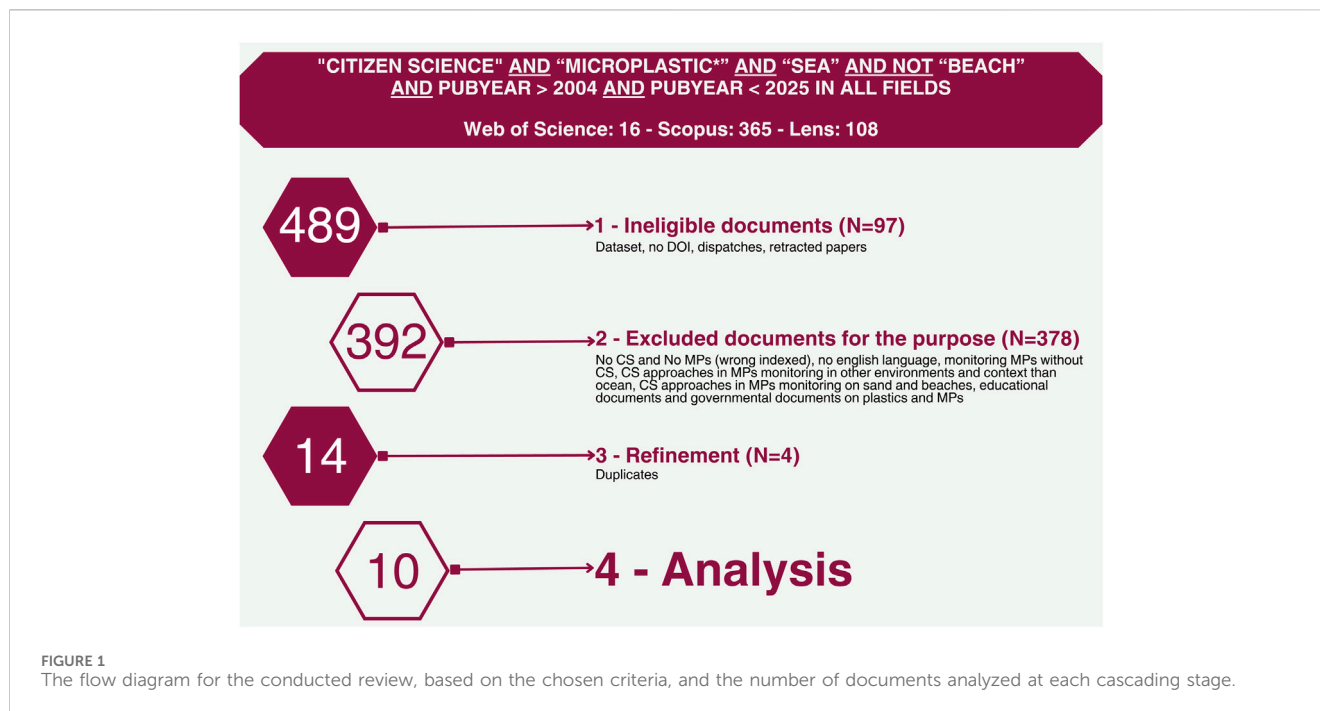 "CITIZEN SCIENCE" AND “MICROPLASTIC*” AND “SEA” AND NOT “BEACH”
AND PUBYEAR > 2004 AND PUBYEAR < 2025 IN ALL FIELDS
Web of Science: 16 - Scopus: 365 - Lens: 108
489
1 - Ineligible documents (N=97)
Dataset, no DOI, dispatches, retracted papers
392
2 - Excluded documents for the purpose (N=378)
No CS and No MPs (wrong indexed), no english language, monitoring MPs without
CS, CS approaches in MPs monitoring in other environments and context than
ocean, CS approaches in MPs monitoring on sand and beaches, educational
documents and governmental documents on plastics and MPs
14
3 - Refinement (N=4)
Duplicates
10
4 - Analysis
FIGURE 1
The flow diagram for the conducted review, based on the chosen criteria, and the number of documents analyzed at each cascading stage.